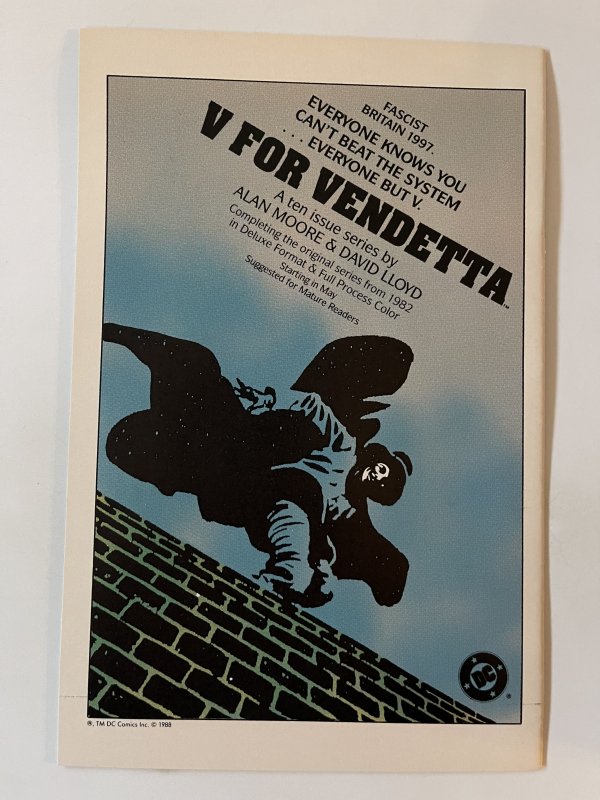 FASCIST
BRITAIN 1997.
EVERYONE KNOWS YOU
CAN'T BEAT THE SYSTEM
. . . EVERYONE BUT V.
V FOR VENDETTA™
A ten issue series by
ALAN MOORE & DAVID LLOYD
Completing the original series from 1982
in Deluxe Format & Full Process Color
Starting in May
Suggested for Mature Readers
DC ®
®, TM DC Comics Inc. © 1988